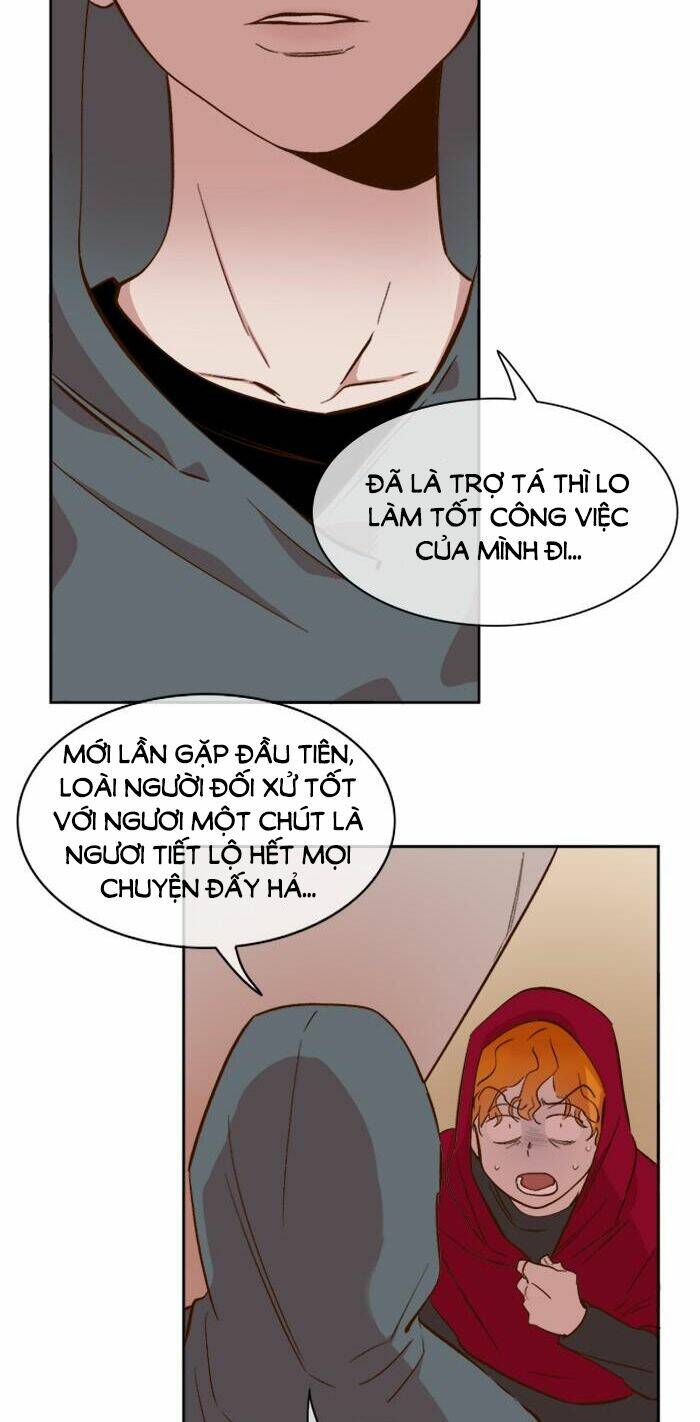 ĐÃ LÀ TRỢ TÁ THÌ LO
LÀM TỐT CÔNG VIỆC
CỦA MÌNH ĐI...
MỚI LẦN GẶP ĐẦU TIÊN,
LOÀI NGƯỜI ĐỐI XỬ TỐT
VỚI NGƯƠI MỘT CHÚT LÀ
NGƯƠI TIẾT LỘ HẾT MỌI
CHUYỆN ĐẤY HẢ...